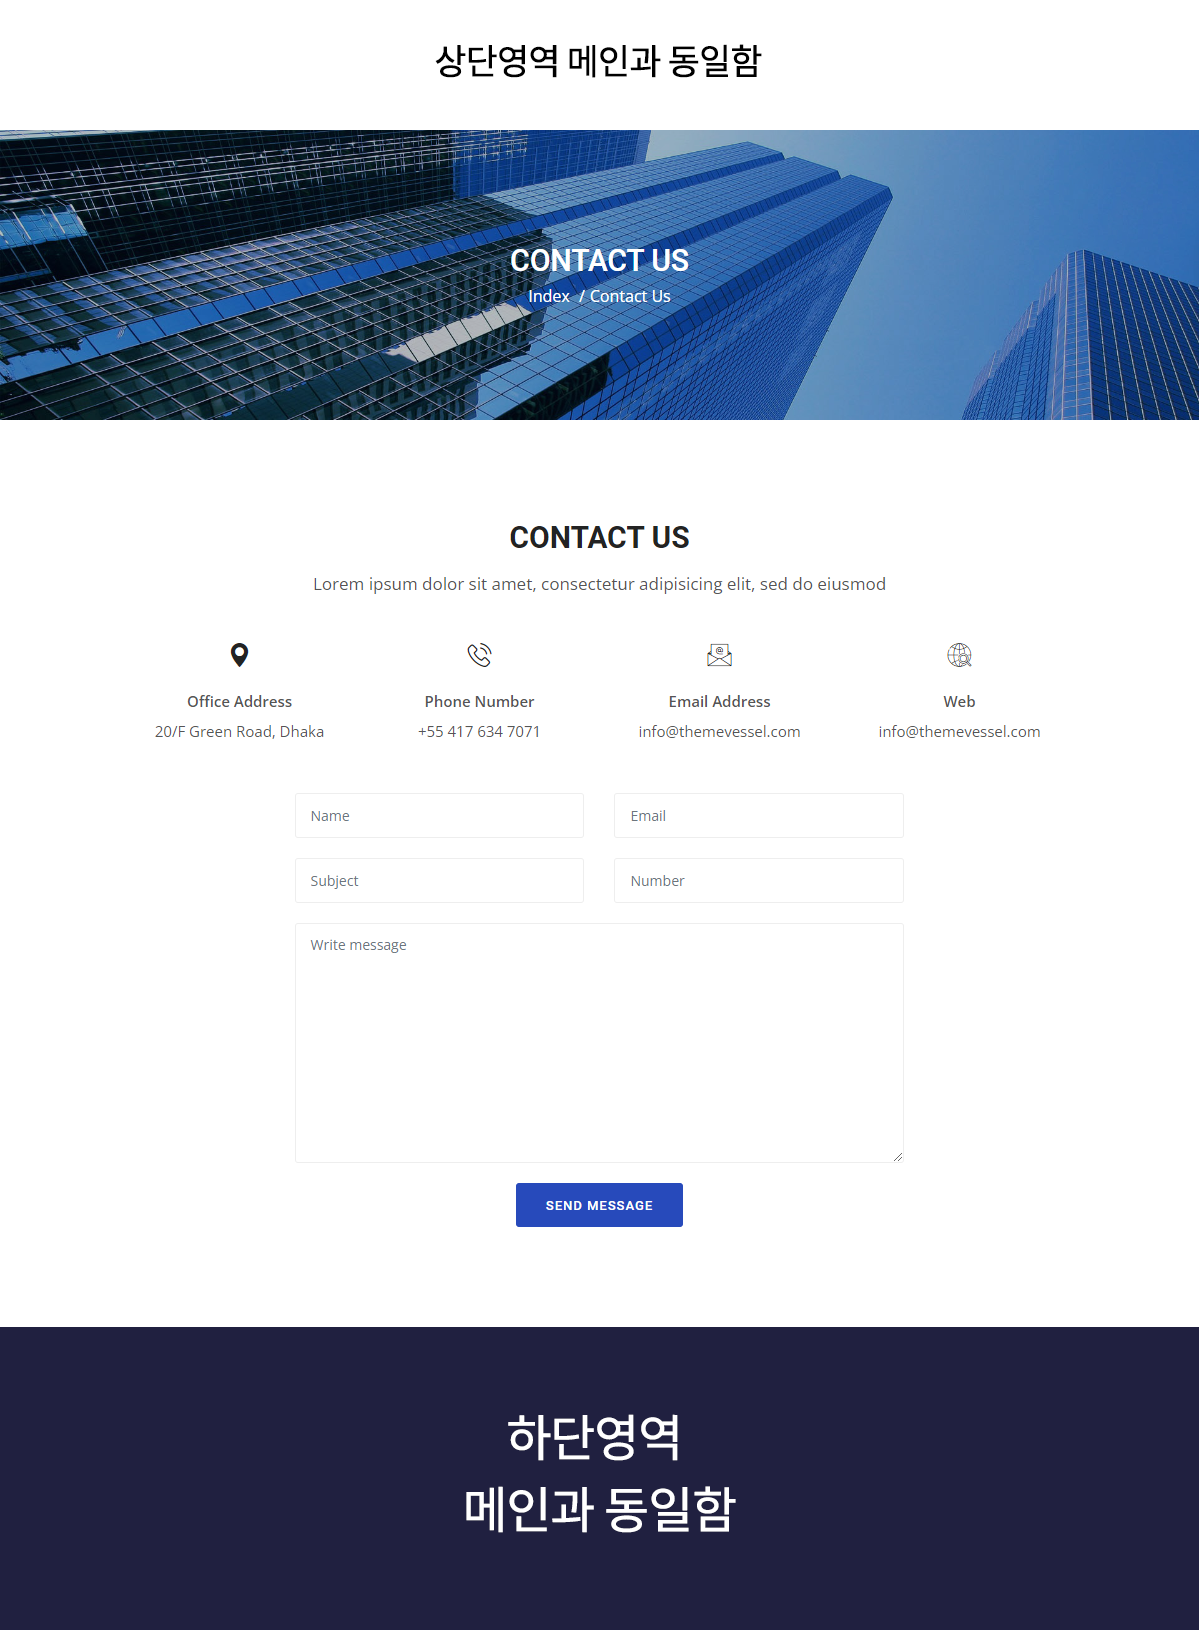 상단영역 메인과 동일함
CONTACT US
Index / Contact Us
CONTACT US
Lorem ipsum dolor sit amet, consectetur adipisicing elit, sed do eiusmod
Office Address
20/F Green Road, Dhaka
Phone Number
+55 417 634 7071
Email Address
info@themevessel.com
Web
info@themevessel.com
Name
Email
Subject
Number
Write message
SEND MESSAGE
하단영역
메인과 동일함